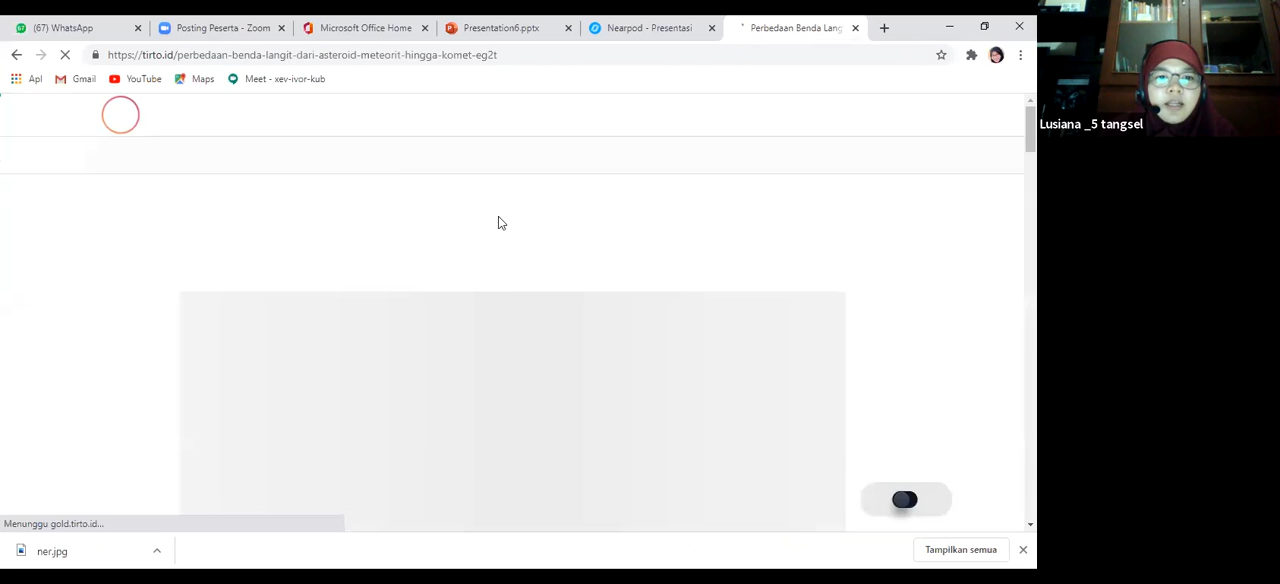 (67) WhatsApp
Posting Peserta - Zoom
Microsoft Office Home
Presentation6.pptx
Nearpod - Presentasi
Perbedaan Benda Lang
https://tirto.id/perbedaan-benda-langit-dari-asteroid-meteorit-hingga-komet-eg2t
Apl
Gmail
YouTube
Maps
Meet - xev-ivor-kub
Lusiana _5 tangsel
Menunggu gold.tirto.id...
ner.jpg
Tampilkan semua